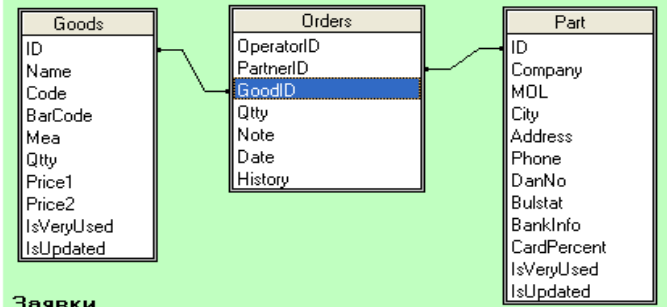 Goods
ID
Name
Code
BarCode
Mea
Qtty
Price1
Price2
IsVeryUsed
IsUpdated
Orders
OperatorID
PartnerID
GoodID
Qtty
Note
Date
History
Part
ID
Company
MOL
City
Address
Phone
DanNo
Bulstat
BankInfo
CardPercent
IsVeryUsed
IsUpdated
Заявки